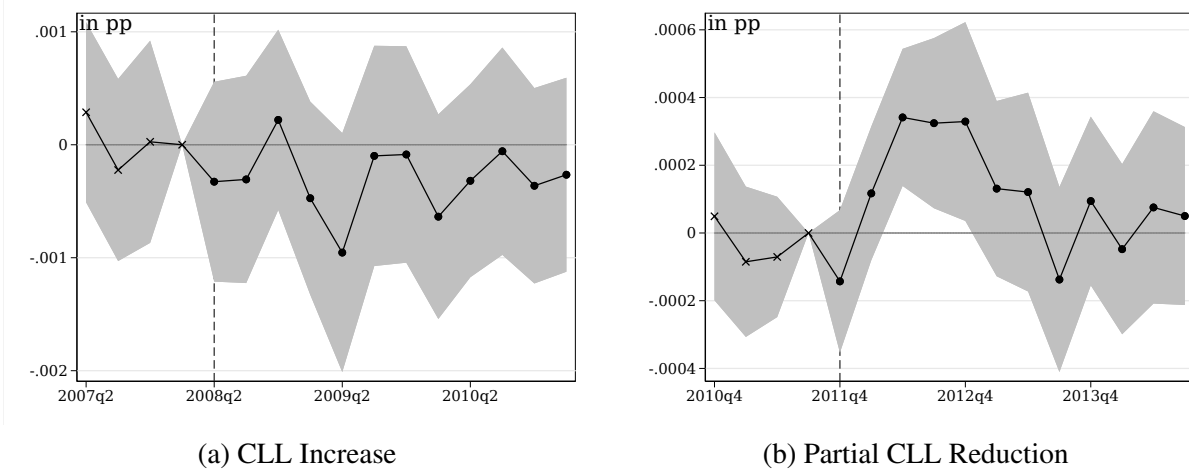 in pp
.001
0
-.001
-.002
2007q2 2008q2 2009q2 2010q2
(a) CLL Increase
in pp
.0006
.0004
.0002
0
-.0002
-.0004
2010q4 2011q4 2012q4 2013q4
(b) Partial CLL Reduction